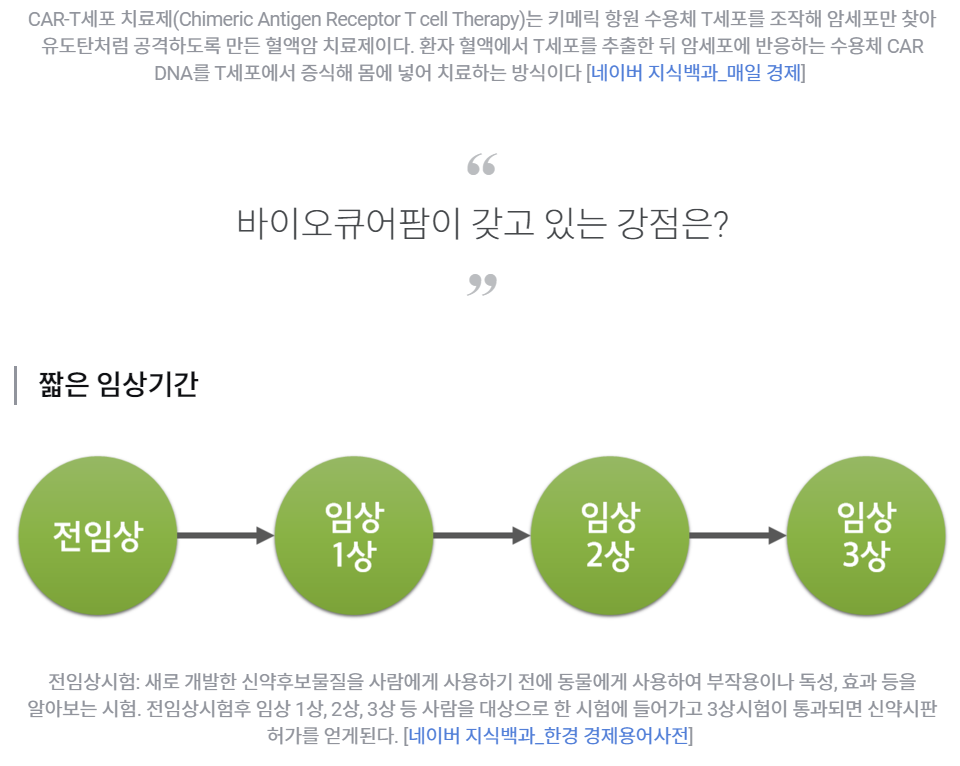 CAR-T세포 치료제(Chimeric Antigen Receptor T cell Therapy)는 키메릭 항원 수용체 T세포를 조작해 암세포만 찾아
유도탄처럼 공격하도록 만든 혈액암 치료제이다. 환자 혈액에서 T세포를 추출한 뒤 암세포에 반응하는 수용체 CAR
DNA를 T세포에서 증식해 몸에 넣어 치료하는 방식이다 [네이버 지식백과_매일 경제]
“
바이오큐어팜이 갖고 있는 강점은?
”
짧은 임상기간
전임상
임상
1상
임상
2상
임상
3상
전임상시험: 새로 개발한 신약후보물질을 사람에게 사용하기 전에 동물에게 사용하여 부작용이나 독성, 효과 등을
알아보는 시험. 전임상시험후 임상 1상, 2상, 3상 등 사람을 대상으로 한 시험에 들어가고 3상시험이 통과되면 신약시판
허가를 얻게된다. [네이버 지식백과_한경 경제용어사전]